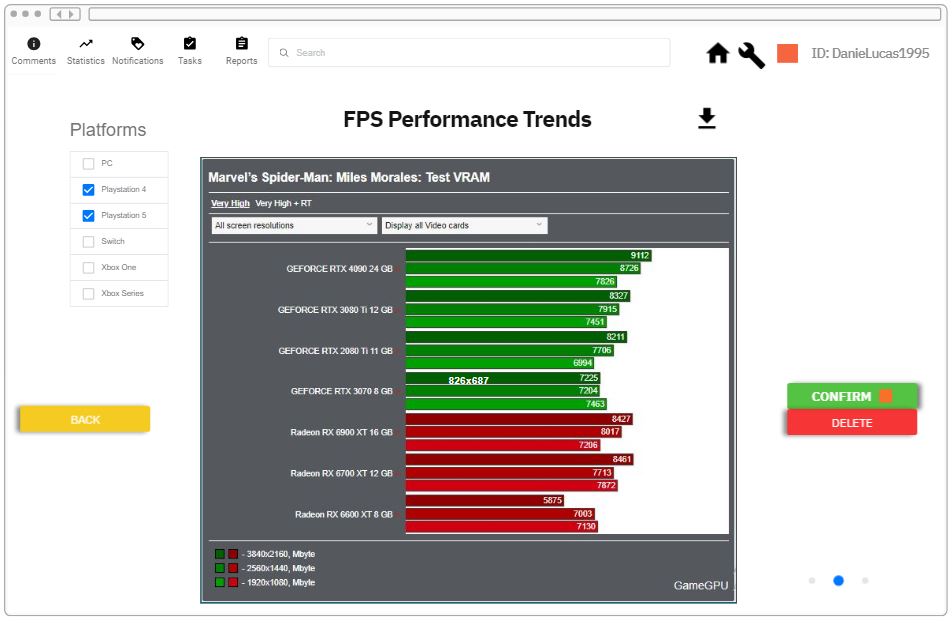 Comments Statistics Notifications Tasks Reports Search ID: DanieLucas1995
FPS Performance Trends
Platforms
PC
Playstation 4
Playstation 5
Switch
Xbox One
Xbox Series
Marvel's Spider-Man: Miles Morales: Test VRAM
Very High Very High + RT
All screen resolutions Display all Video cards
9112
GEFORCE RTX 4090 24 GB 8726
7826
8327
GEFORCE RTX 3080 Ti 12 GB 7915
7451
8211
GEFORCE RTX 2080 Ti 11 GB 7706
6994
7225
GEFORCE RTX 3070 8 GB 826x687 7204
7463
8427
Radeon RX 6900 XT 16 GB 8017
7206
8461
Radeon RX 6700 XT 12 GB 7713
7872
5875
Radeon RX 6600 XT 8 GB 7003
7130
- 3840x2160, Mbyte
- 2560x1440, Mbyte
- 1920x1080, Mbyte
GameGPU
BACK
CONFIRM
DELETE